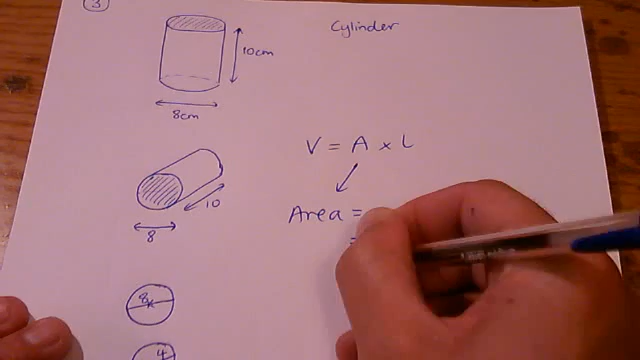 3
Cylinder
10cm
8cm
V = A × L
10
8
Area =
=
8
4